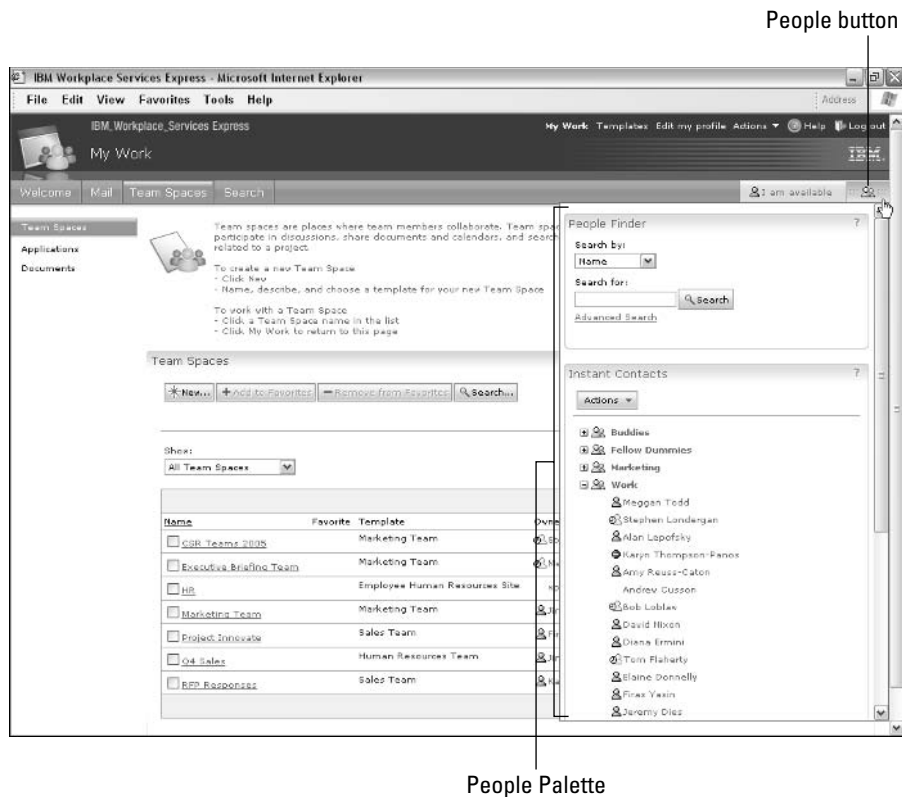 People button
IBM Workplace Services Express - Microsoft Internet Explorer
File Edit View Favorites Tools Help
Address
IBM_Workplace_Services Express
My Work Templates Edit my profile Actions Help Log out
My Work
IBM.
Welcome Mail Team Spaces Search
I am available
Team Spaces
Applications
Documents
Team spaces are places where team members collaborate. Team spac
participate in discussions, share documents and calendars, and search
related to a project.
To create a new Team Space
- Click New
- Name, describe, and choose a template for your new Team Space
To work with a Team Space
- Click a Team Space name in the list
- Click My Work to return to this page
Team Spaces
New... Add to Favorites Remove from Favorites Search...
Show:
All Team Spaces
Name Favorite Template Owne
CSR Teams 2005 Marketing Team
Executive Briefing Team Marketing Team
HR Employee Human Resources Site
Marketing Team Marketing Team
Project Innovate Sales Team
Q4 Sales Human Resources Team
RFP Responses Sales Team
People Finder ?
Search by:
Name
Search for:
Search
Advanced Search
Instant Contacts ?
Actions
Buddies
Fellow Dummies
Marketing
Work
Meggan Todd
Stephen Londergan
Alan Lepofsky
Karyn Thompson-Panos
Amy Reuss-Caton
Andrew Cusson
Bob Loblaw
David Nixon
Diana Ermini
Tom Flaherty
Elaine Donnelly
Firas Yasin
Jeremy Dies
People Palette